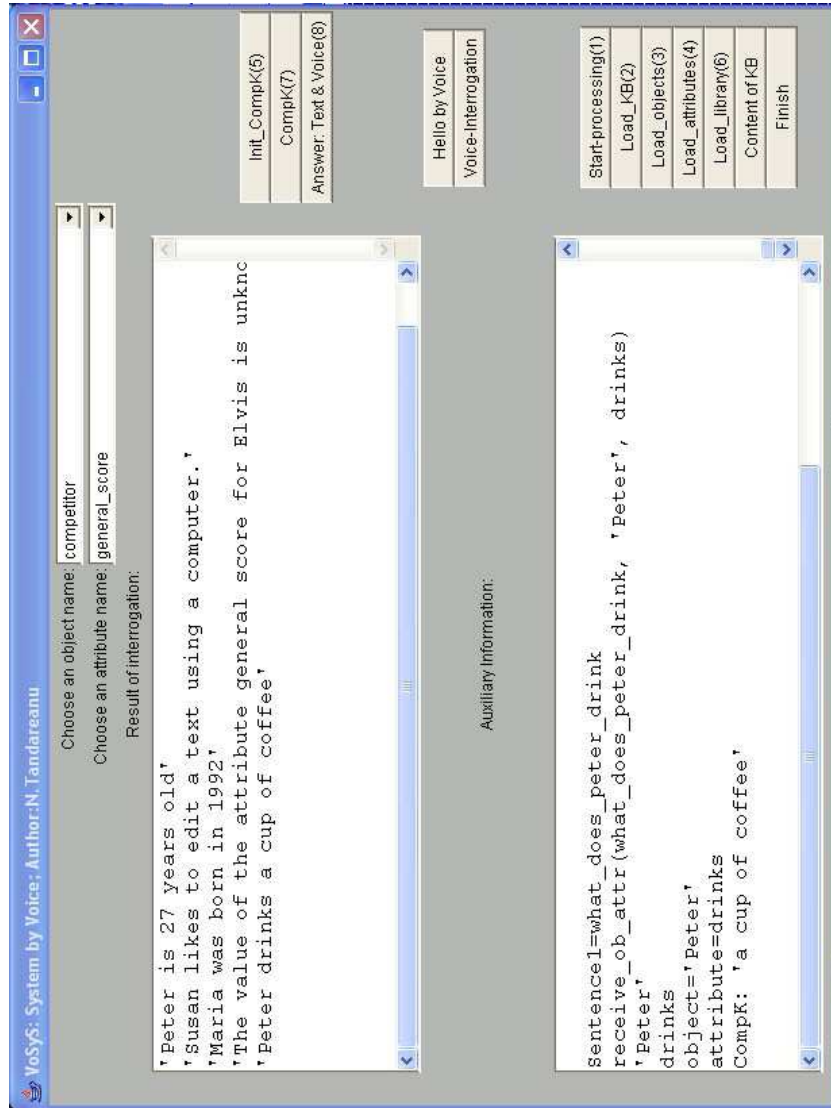 VoSyS: System by Voice; Author:N.Tandareanu
Choose an object name: competitor
Choose an attribute name: general_score
Result of interrogation:
'Peter is 27 years old'
'Susan likes to edit a text using a computer.'
'Maria was born in 1992'
'The value of the attribute general score for Elvis is unknc
'Peter drinks a cup of coffee'
Init_CompK(5)
CompK(7)
Answer: Text & Voice(8)
Hello by Voice
Voice-Interrogation
Auxiliary Information:
Sentence1=what_does_peter_drink
receive_ob_attr(what_does_peter_drink, 'Peter', drinks)
'Peter'
drinks
object='Peter'
attribute=drinks
CompK: 'a cup of coffee'
Start-processing(1)
Load_KB(2)
Load_objects(3)
Load_attributes(4)
Load_library(6)
Content of KB
Finish